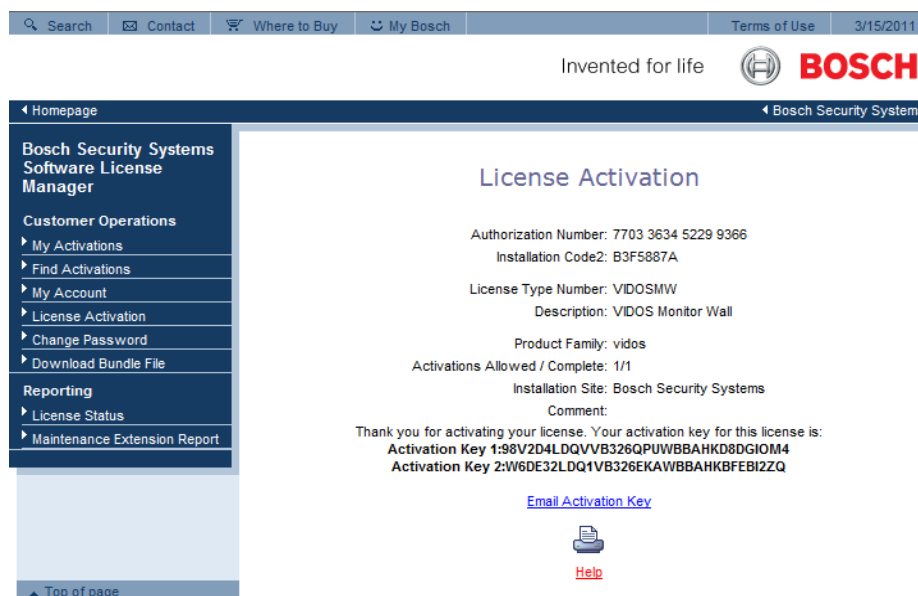 Search Contact Where to Buy My Bosch Terms of Use 3/15/2011
Invented for life BOSCH
Homepage Bosch Security System
Bosch Security Systems
Software License
Manager
Customer Operations
My Activations
Find Activations
My Account
License Activation
Change Password
Download Bundle File
Reporting
License Status
Maintenance Extension Report
Top of page
License Activation
Authorization Number: 7703 3634 5229 9366
Installation Code2: B3F5887A
License Type Number: VIDOSMW
Description: VIDOS Monitor Wall
Product Family: vidos
Activations Allowed / Complete: 1/1
Installation Site: Bosch Security Systems
Comment:
Thank you for activating your license. Your activation key for this license is:
Activation Key 1:98V2D4LDQVVB326QPUWBBAHKD8DGIOM4
Activation Key 2:W6DE32LDQ1VB326EKAWBBAHKBFEBI2ZQ
Email Activation Key
Help